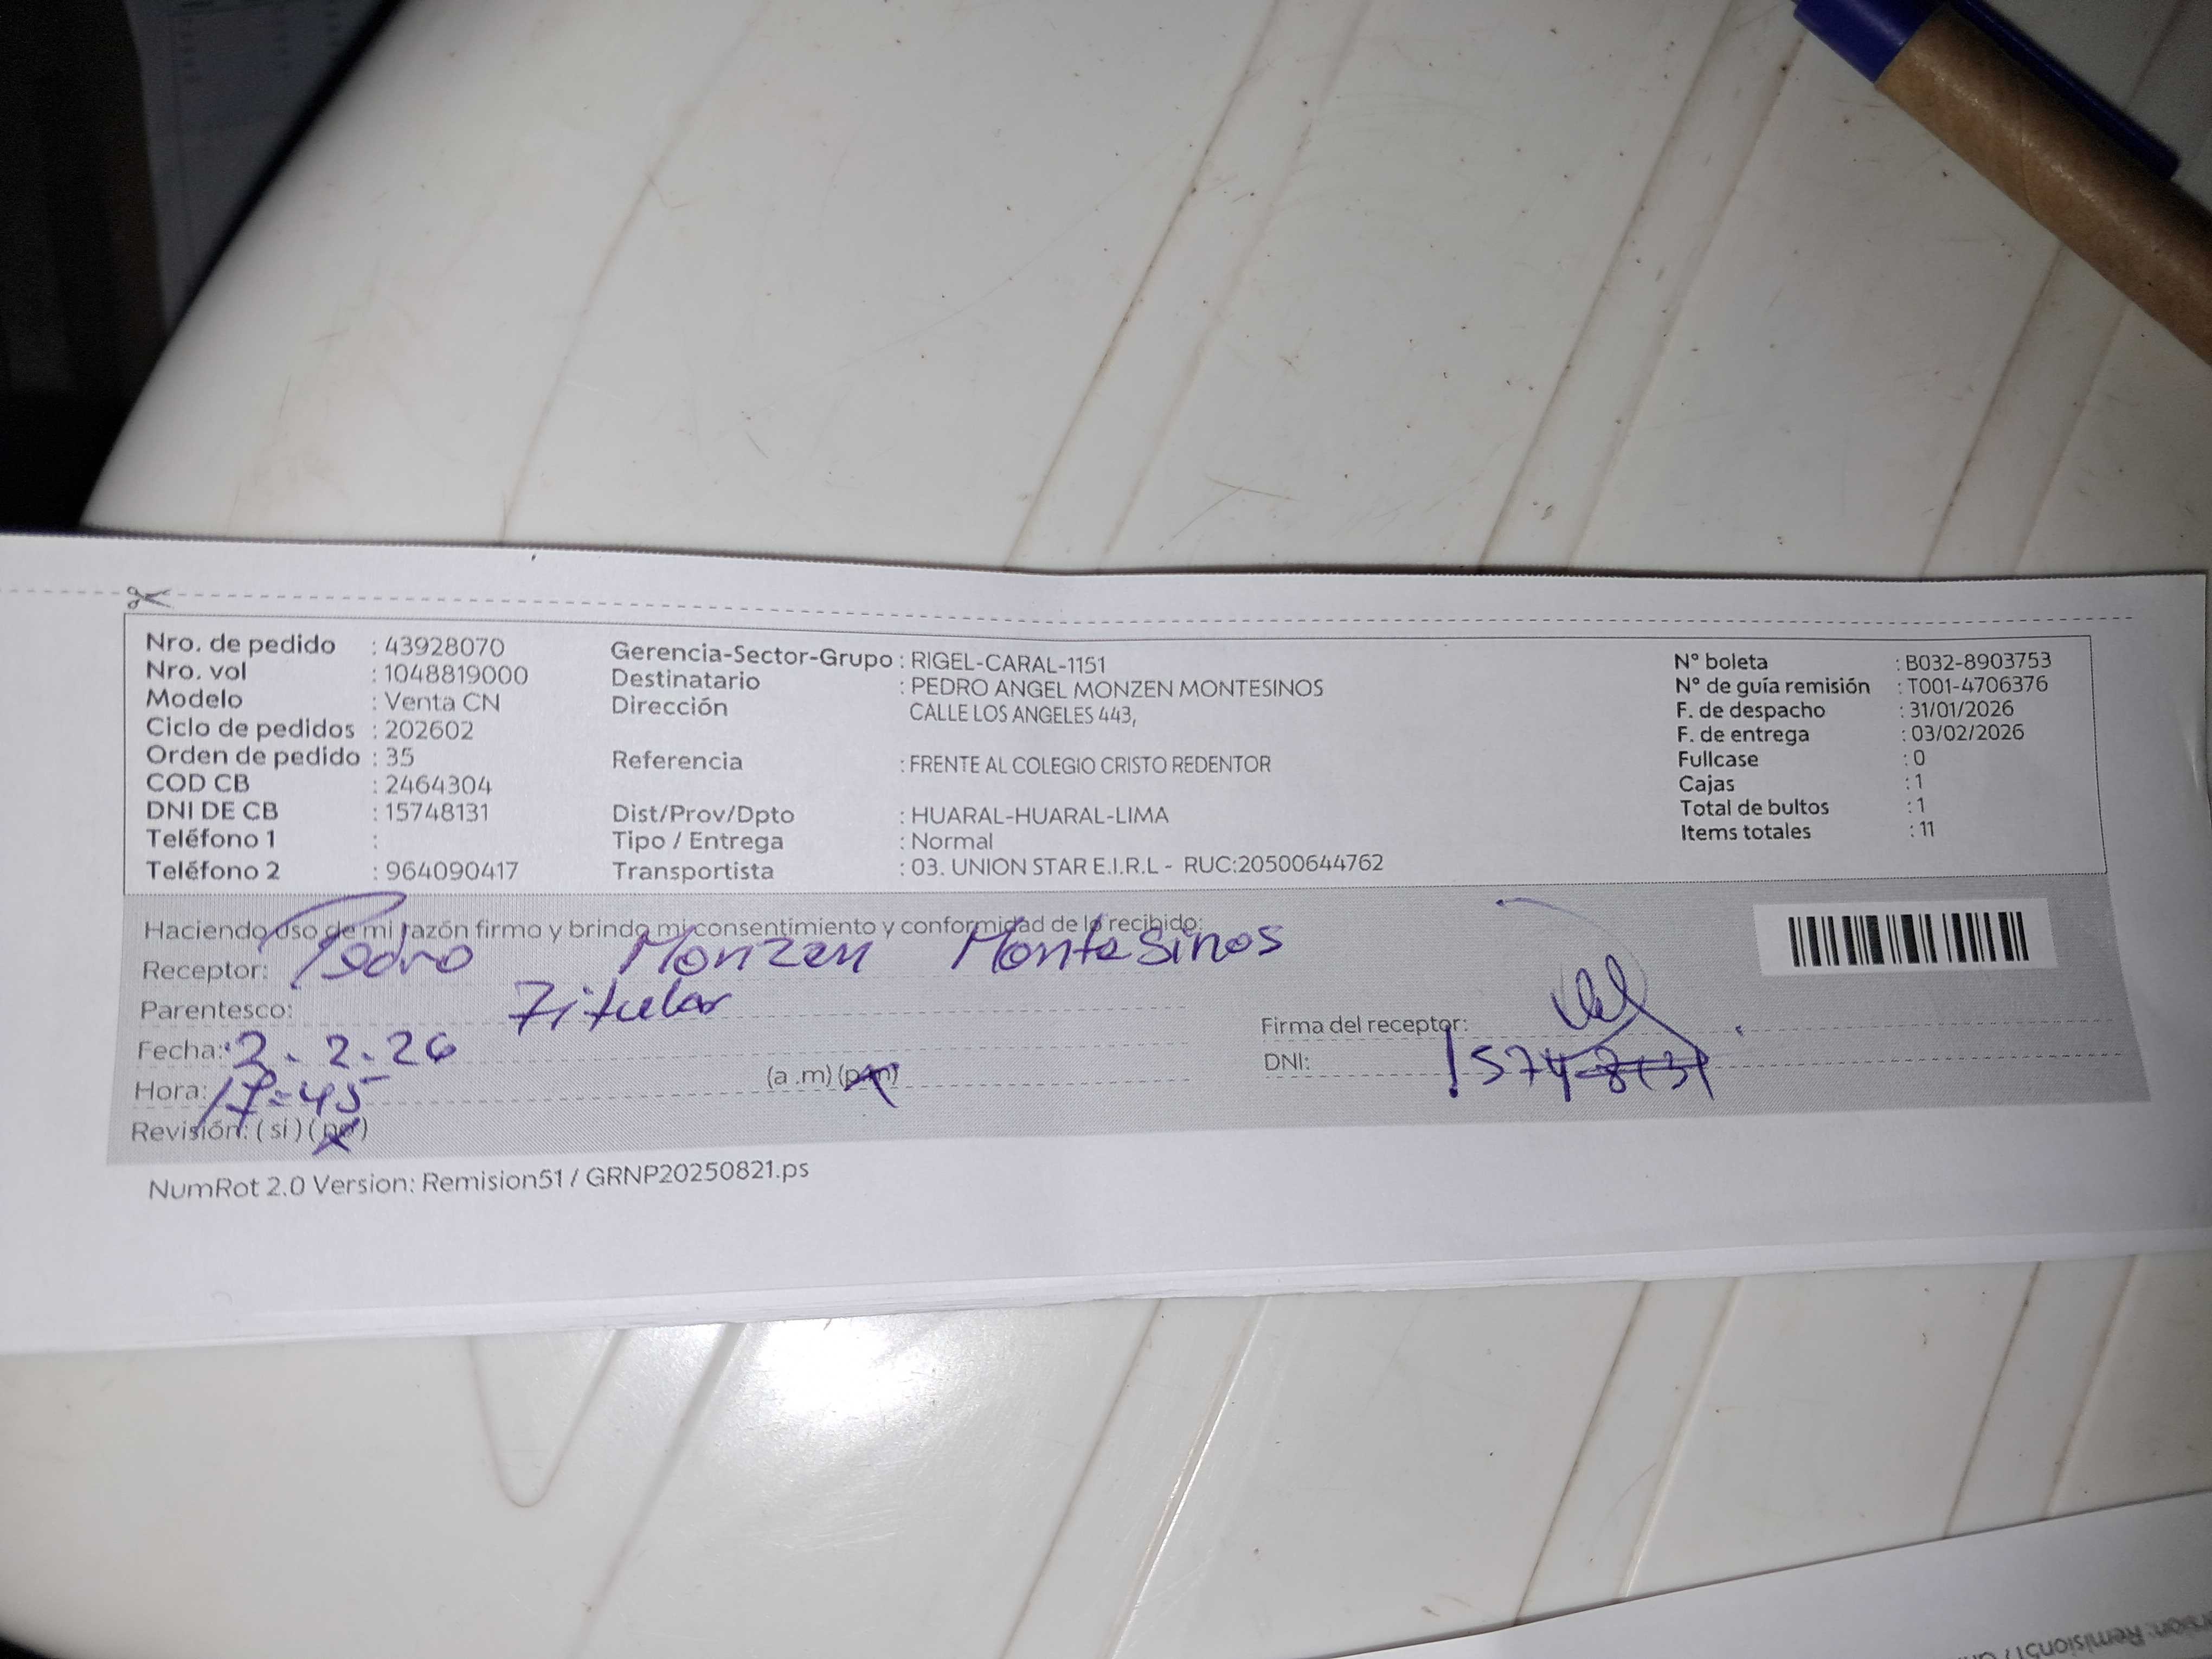 Nro. de pedido : 43928070
Nro. vol : 1048819000
Modelo : Venta CN
Ciclo de pedidos : 202602
Orden de pedido : 35
COD CB : 2464304
DNI DE CB : 15748131
Teléfono 1 :
Teléfono 2 : 964090417
Gerencia-Sector-Grupo : RIGEL-CARAL-1151
Destinatario : PEDRO ANGEL MONZEN MONTESINOS
Dirección CALLE LOS ANGELES 443,
Referencia : FRENTE AL COLEGIO CRISTO REDENTOR
Dist/Prov/Dpto : HUARAL-HUARAL-LIMA
Tipo / Entrega : Normal
Transportista : 03. UNION STAR E.I.R.L - RUC:20500644762
N° boleta : B032-8903753
N° de guía remisión : T001-4706376
F. de despacho : 31/01/2026
F. de entrega : 03/02/2026
Fullcase : 0
Cajas : 1
Total de bultos : 1
Items totales : 11
Haciendo uso de mi razón firmo y brindo mi consentimiento y conformidad de lo recibido:
Receptor: Pedro Monzen Montesinos
Parentesco: Titular
Fecha: 3.2.26
Hora: 17:45 (a.m) (p.m)
Revisión: (si) (no)
Firma del receptor:
DNI: 15748131
NumRot 2.0 Version: Remision51 / GRNP20250821.ps